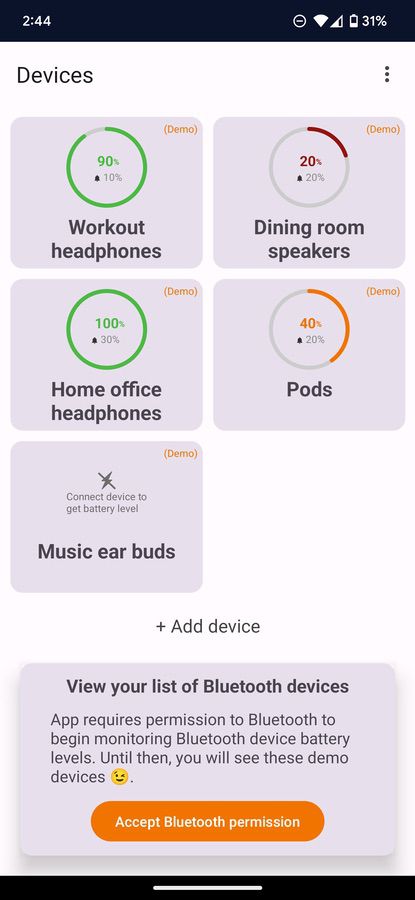 2:44
31%
Devices
(Demo)
90%
10%
Workout
headphones
(Demo)
20%
20%
Dining room
speakers
(Demo)
100%
30%
Home office
headphones
(Demo)
40%
20%
Pods
(Demo)
Connect device to
get battery level
Music ear buds
+ Add device
View your list of Bluetooth devices
App requires permission to Bluetooth to
begin monitoring Bluetooth device battery
levels. Until then, you will see these demo
devices 😉.
Accept Bluetooth permission